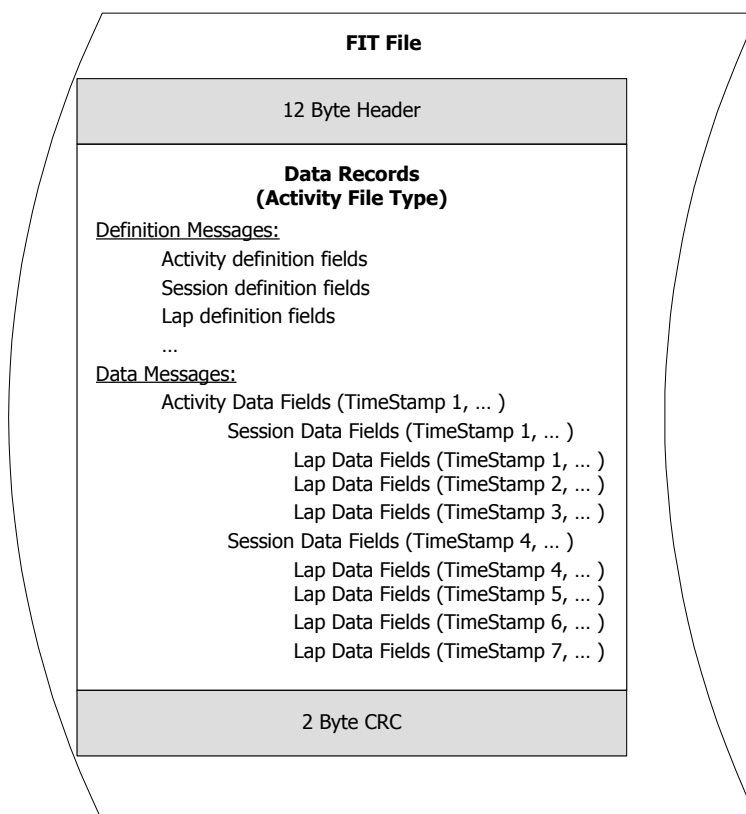 FIT File
12 Byte Header
Data Records
(Activity File Type)
Definition Messages:
Activity definition fields
Session definition fields
Lap definition fields
…
Data Messages:
Activity Data Fields (TimeStamp 1, … )
Session Data Fields (TimeStamp 1, … )
Lap Data Fields (TimeStamp 1, … )
Lap Data Fields (TimeStamp 2, … )
Lap Data Fields (TimeStamp 3, … )
Session Data Fields (TimeStamp 4, … )
Lap Data Fields (TimeStamp 4, … )
Lap Data Fields (TimeStamp 5, … )
Lap Data Fields (TimeStamp 6, … )
Lap Data Fields (TimeStamp 7, … )
2 Byte CRC